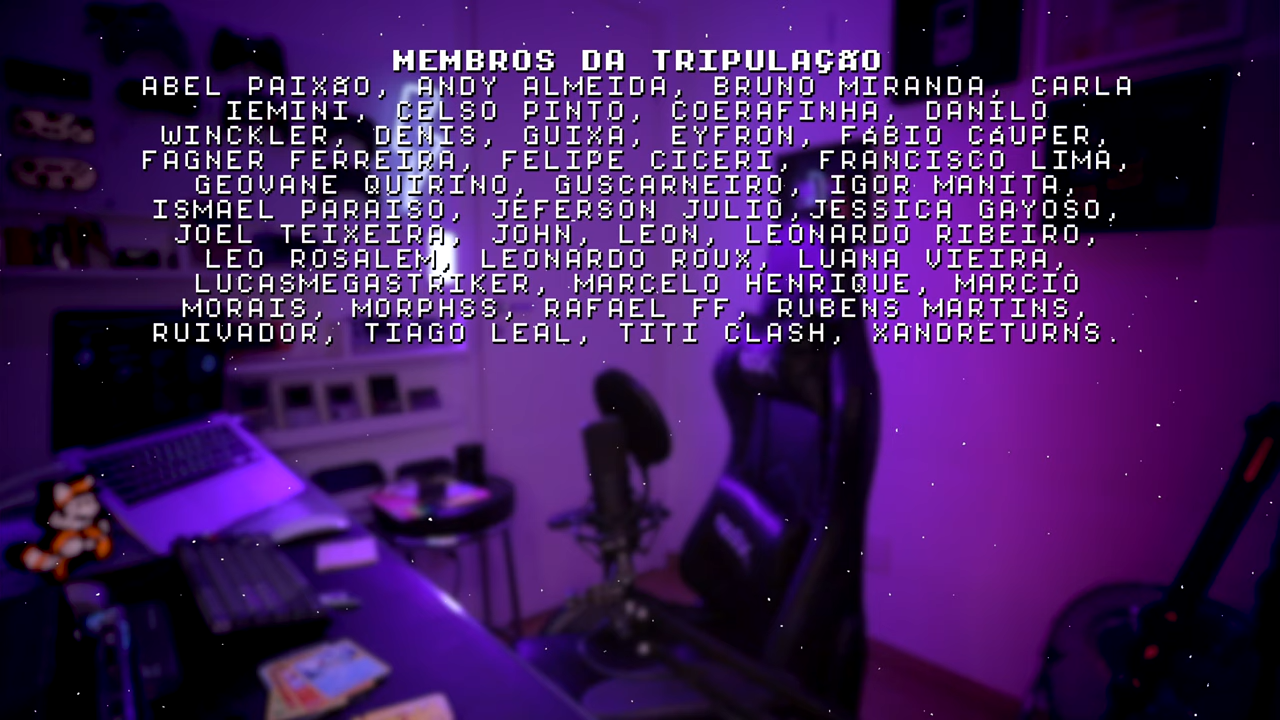 MEMBROS DA TRIPULAÇÃO
ABEL PAIXÃO, ANDY ALMEIDA, BRUNO MIRANDA, CARLA
IEMINI, CELSO PINTO, COERAFINHA, DANILO
WINCKLER, DENIS, GUIXA, EYFRON, FÁBIO CÁUPER,
FAGNER FERREIRA, FELIPE CICERI, FRANCISCO LIMA,
GEOVANE QUIRINO, GUSCARNEIRO, IGOR MANITA,
ISMAEL PARAISO, JEFERSON JULIO,JESSICA GAYOSO,
JOEL TEIXEIRA, JOHN, LEON, LEONARDO RIBEIRO,
LEO ROSALEM, LEONARDO ROUX, LUANA VIEIRA,
LUCASMEGASTRIKER, MARCELO HENRIQUE, MARCIO
MORAIS, MORPHSS, RAFAEL FF, RUBENS MARTINS,
RUIVADOR, TIAGO LEAL, TITI CLASH, XANDRETURNS.